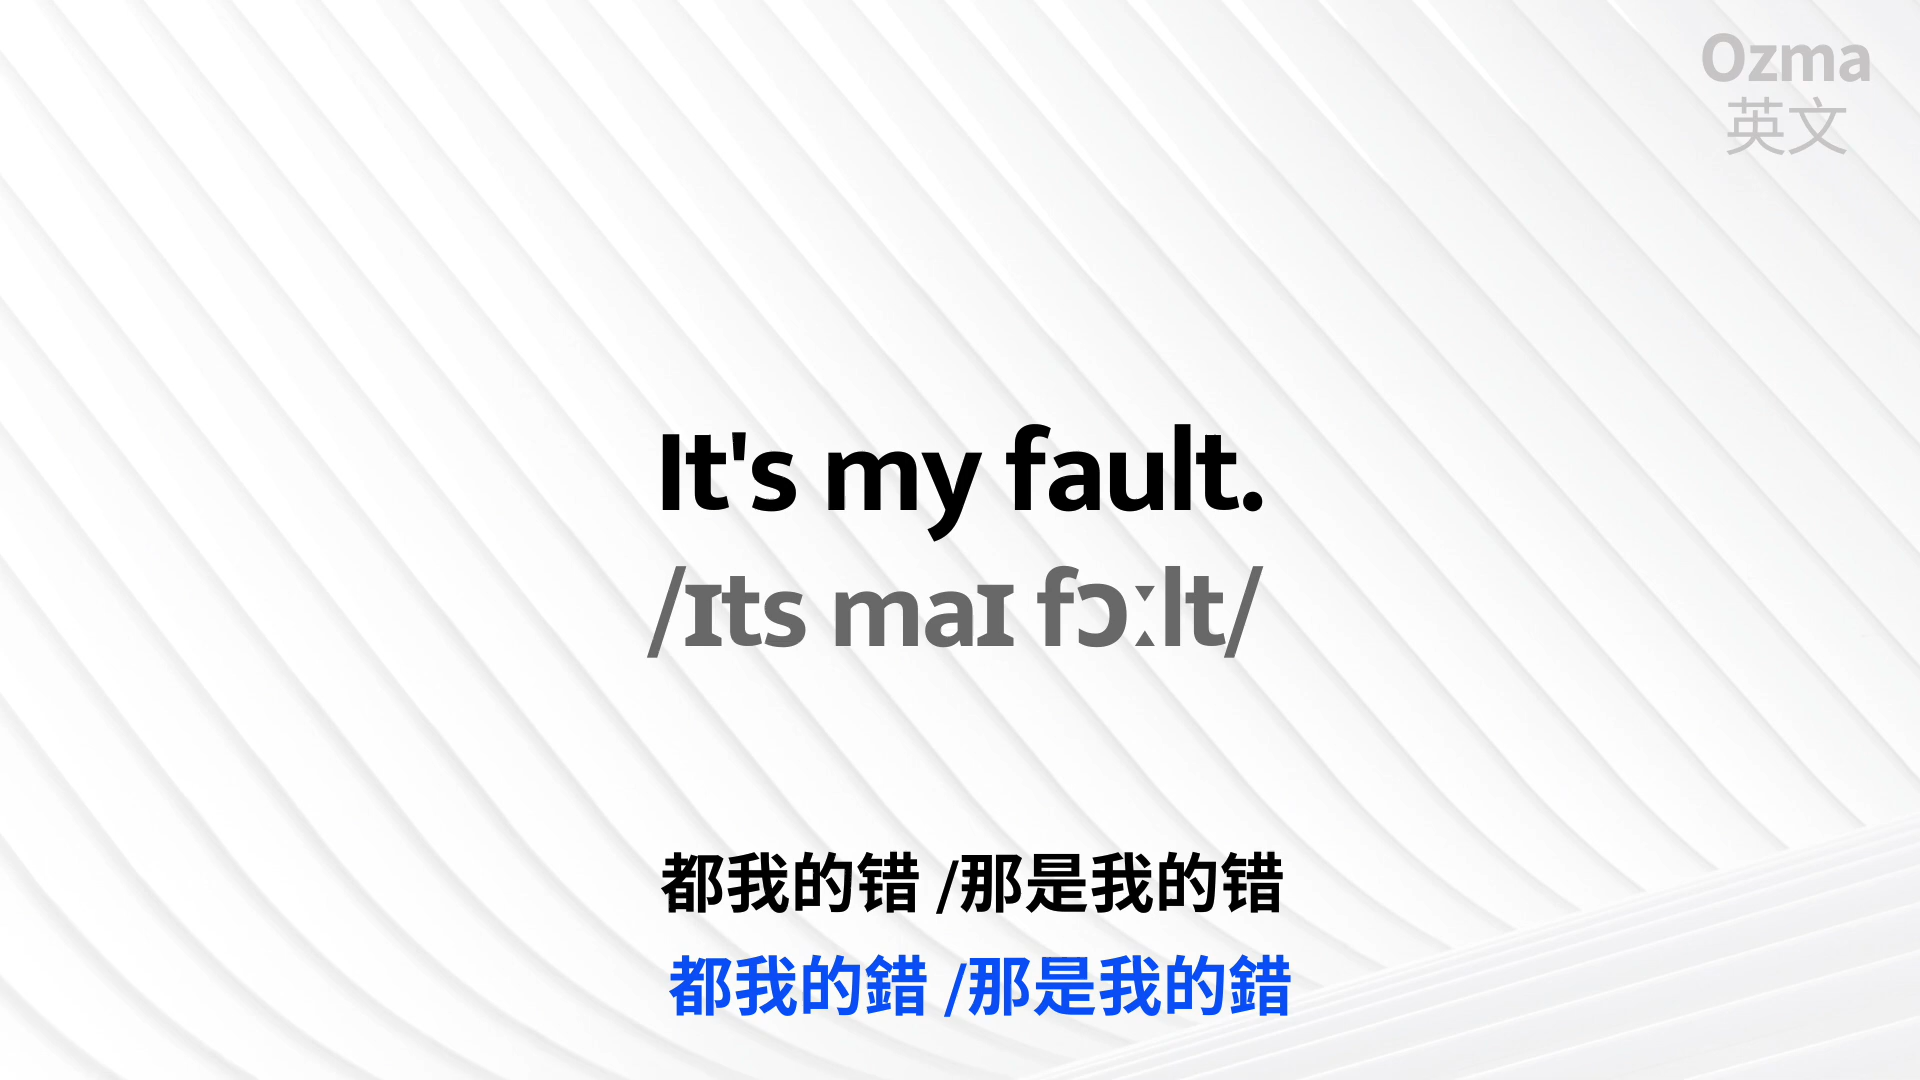 Ozma
英文
It's my fault.
/ɪts maɪ fɔːlt/
都我的错 /那是我的错
都我的錯 /那是我的錯